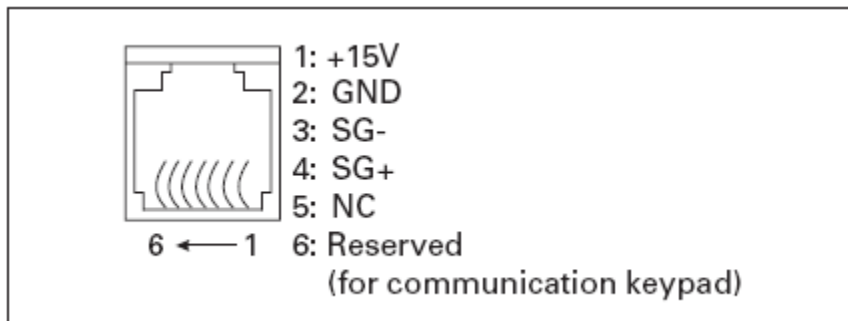 1: +15V
2: GND
3: SG-
4: SG+
5: NC
6 ← 1
6: Reserved
(for communication keypad)